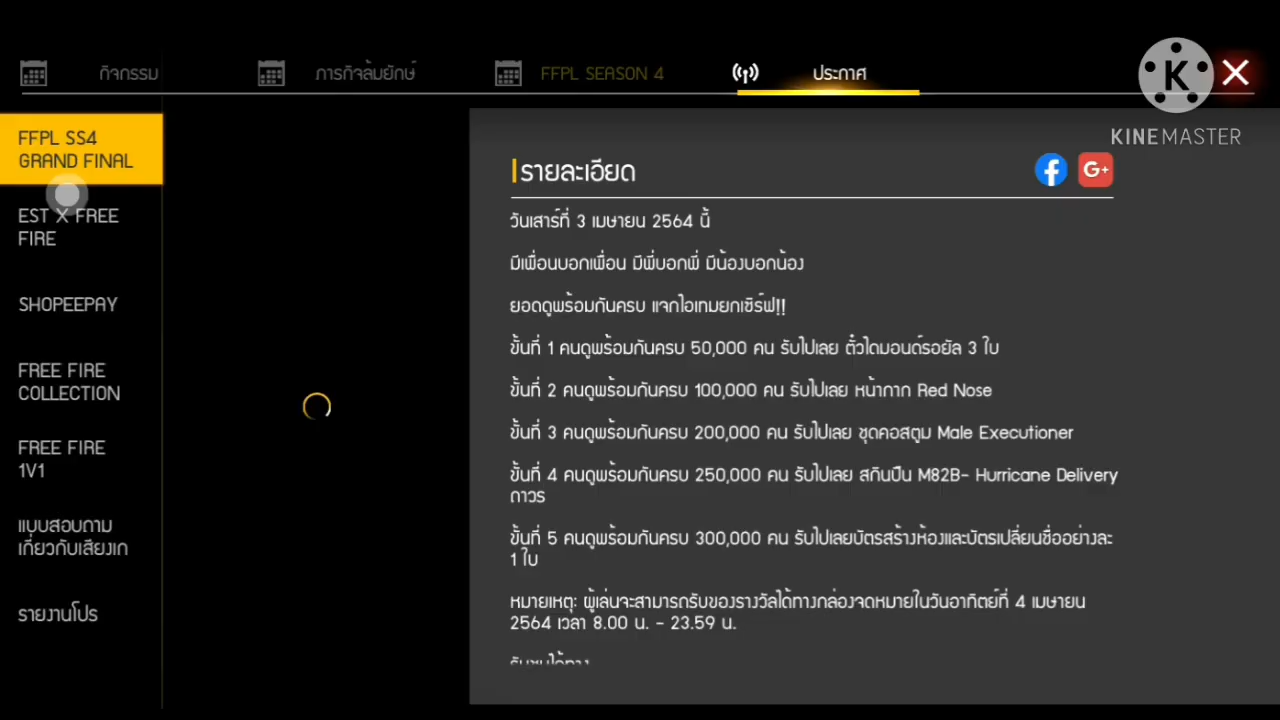 กิจกรรม
ภารกิจล้มยักษ์
FFPL SEASON 4
ประกาศ
K
KINEMASTER
FFPL SS4
GRAND FINAL
EST X FREE
FIRE
SHOPEEPAY
FREE FIRE
COLLECTION
FREE FIRE
1V1
แบบสอบถาม
เกี่ยวกับเสียงเก
รายงานโปร
รายละเอียด
G+
วันเสาร์ที่ 3 เมษายน 2564 นี้
มีเพื่อนบอกเพื่อน มีพี่บอกพี่ มีน้องบอกน้อง
ยอดดูพร้อมกันครบ แจกไอเทมยกเซิร์ฟ!!
ขั้นที่ 1 คนดูพร้อมกันครบ 50,000 คน รับไปเลย ตั๋วไดมอนด์รอยัล 3 ใบ
ขั้นที่ 2 คนดูพร้อมกันครบ 100,000 คน รับไปเลย หน้ากาก Red Nose
ขั้นที่ 3 คนดูพร้อมกันครบ 200,000 คน รับไปเลย ชุดคอสตูม Male Executioner
ขั้นที่ 4 คนดูพร้อมกันครบ 250,000 คน รับไปเลย สกินปืน M82B- Hurricane Delivery
ถาวร
ขั้นที่ 5 คนดูพร้อมกันครบ 300,000 คน รับไปเลยบัตรสร้างห้องและบัตรเปลี่ยนชื่ออย่างละ
1 ใบ
หมายเหตุ: ผู้เล่นจะสามารถรับของรางวัลได้ทางกล่องจดหมายในวันอาทิตย์ที่ 4 เมษายน
2564 เวลา 8.00 น. - 23.59 น.